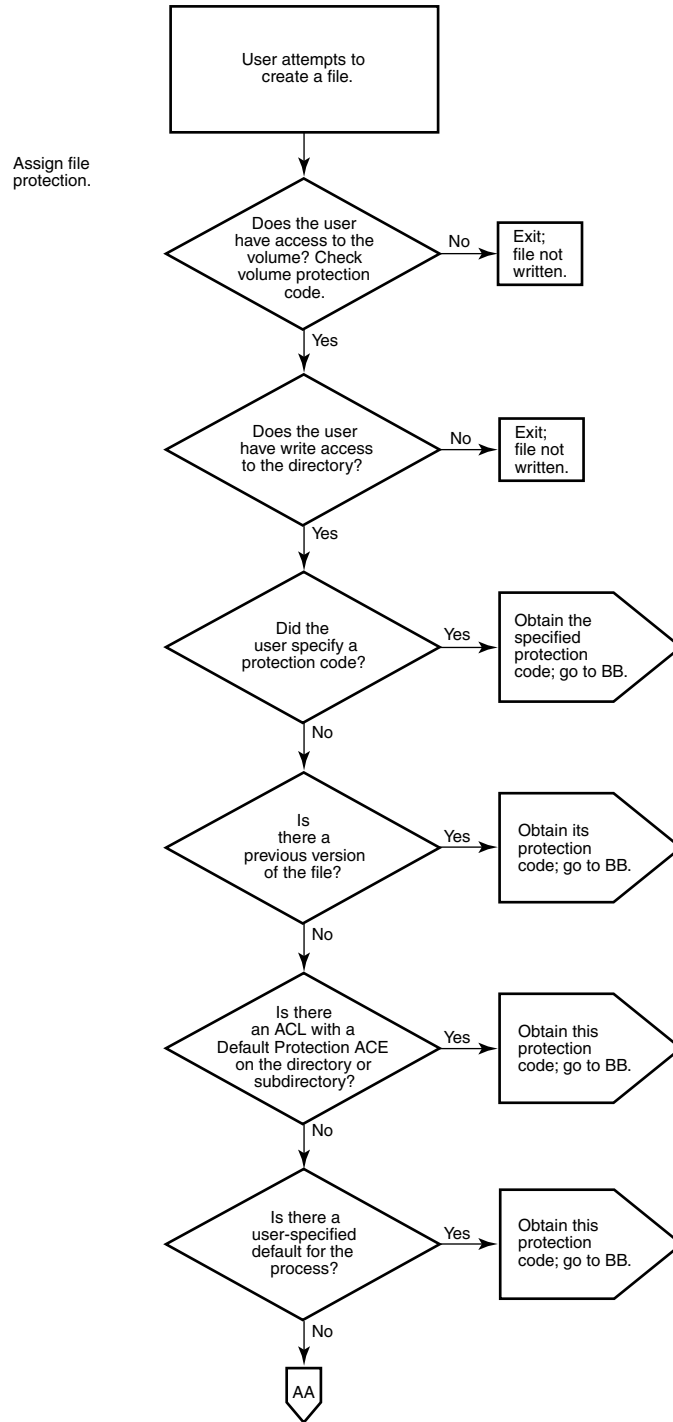 User attempts to
create a file.
Assign file
protection.
Does the user
have access to the
volume? Check
volume protection
code.
No
Exit;
file not
written.
Yes
Does the user
have write access
to the directory?
No
Exit;
file not
written.
Yes
Did the
user specify a
protection code?
Yes
Obtain the
specified
protection
code; go to BB.
No
Is
there a
previous version
of the file?
Yes
Obtain its
protection
code; go to BB.
No
Is there
an ACL with a
Default Protection ACE
on the directory or
subdirectory?
Yes
Obtain this
protection
code; go to BB.
No
Is there a
user-specified
default for the
process?
Yes
Obtain this
protection
code; go to BB.
No
AA